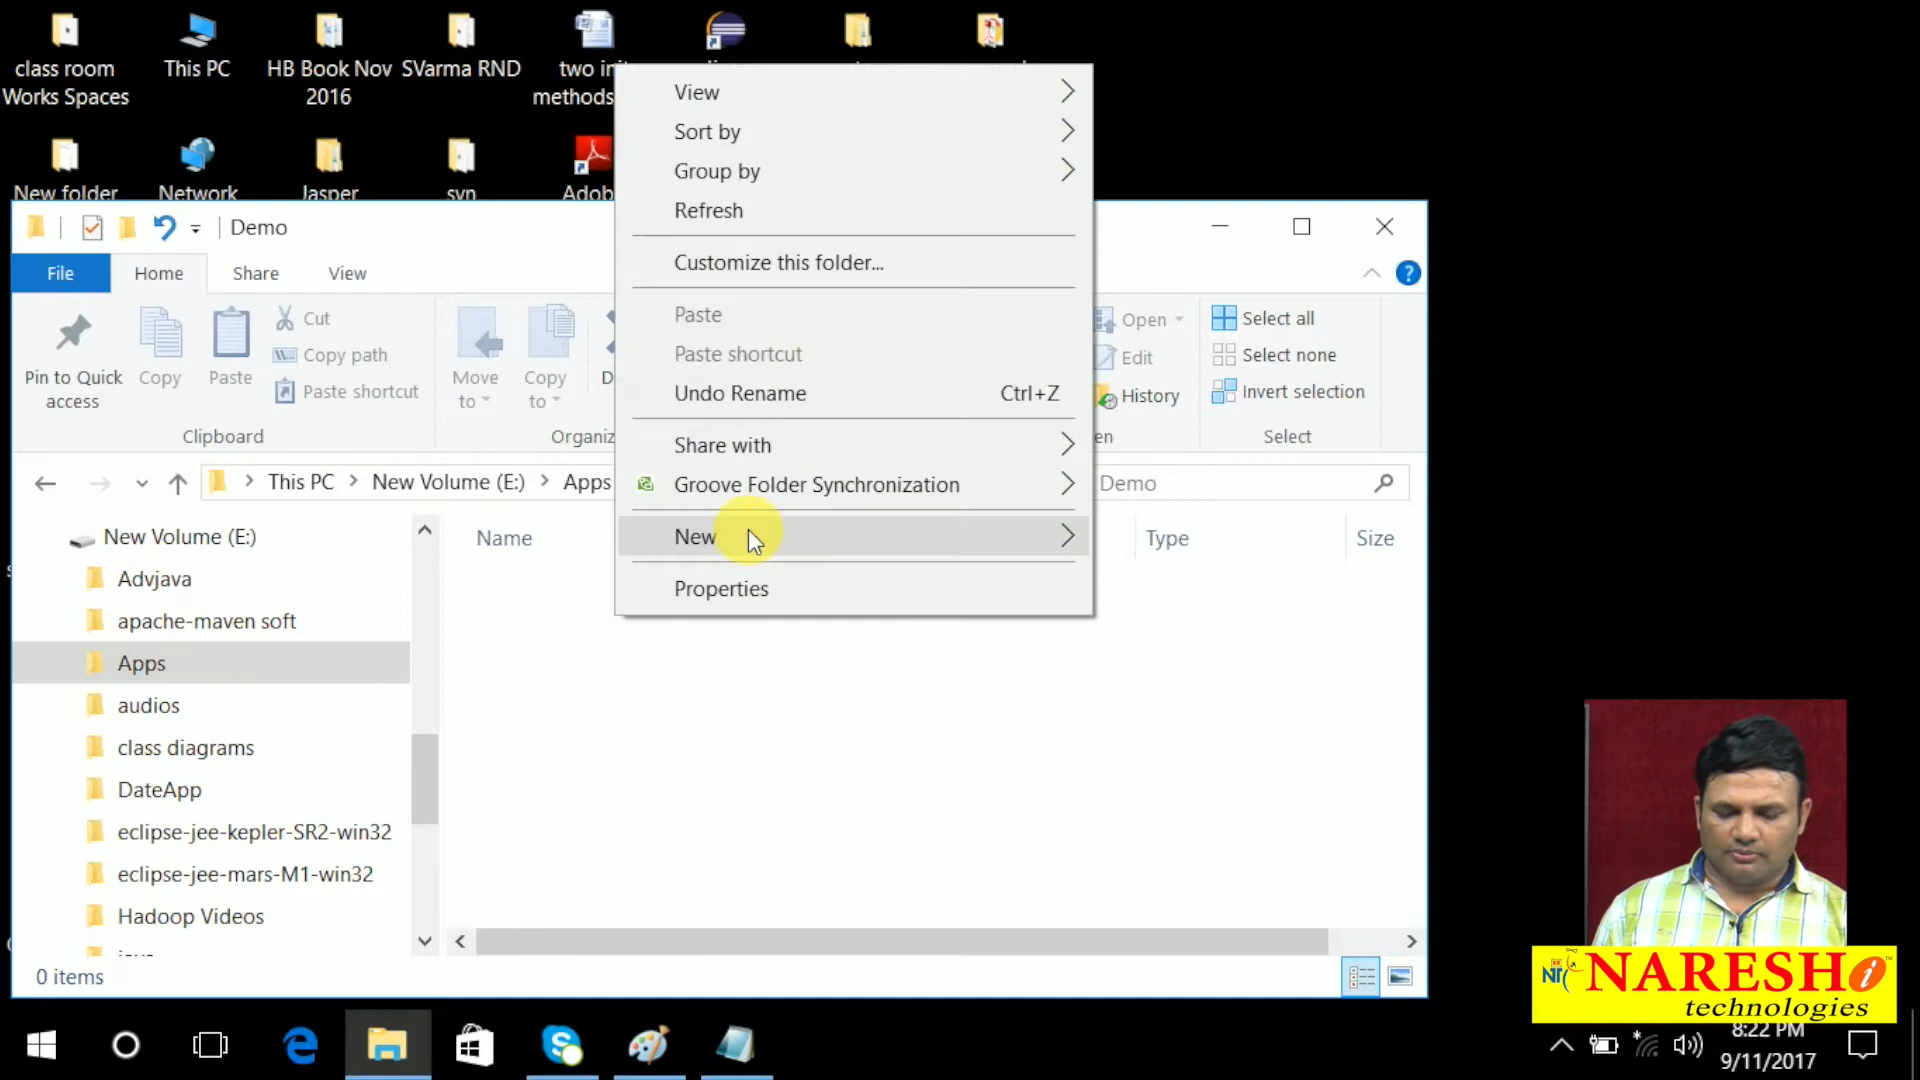 class room
Works Spaces
This PC
HB Book Nov
2016
SVarma RND
two
methods
New folder
Network
Jasper
syn
Adob
Demo
File
Home
Share
View
Pin to Quick
access
Copy
Paste
Cut
Copy path
Paste shortcut
Clipboard
Move
to
Copy
to
Organiz
Open
Edit
History
en
Select all
Select none
Invert selection
Select
This PC
New Volume (E:)
Apps
Demo
View
Sort by
Group by
Refresh
Customize this folder...
Paste
Paste shortcut
Undo Rename Ctrl+Z
Share with
Groove Folder Synchronization
New
Properties
New Volume (E:)
Advjava
apache-maven soft
Apps
audios
class diagrams
DateApp
eclipse-jee-kepler-SR2-win32
eclipse-jee-mars-M1-win32
Hadoop Videos
Name
Type
Size
0 items
NARESH i
technologies
8:22 PM
9/11/2017